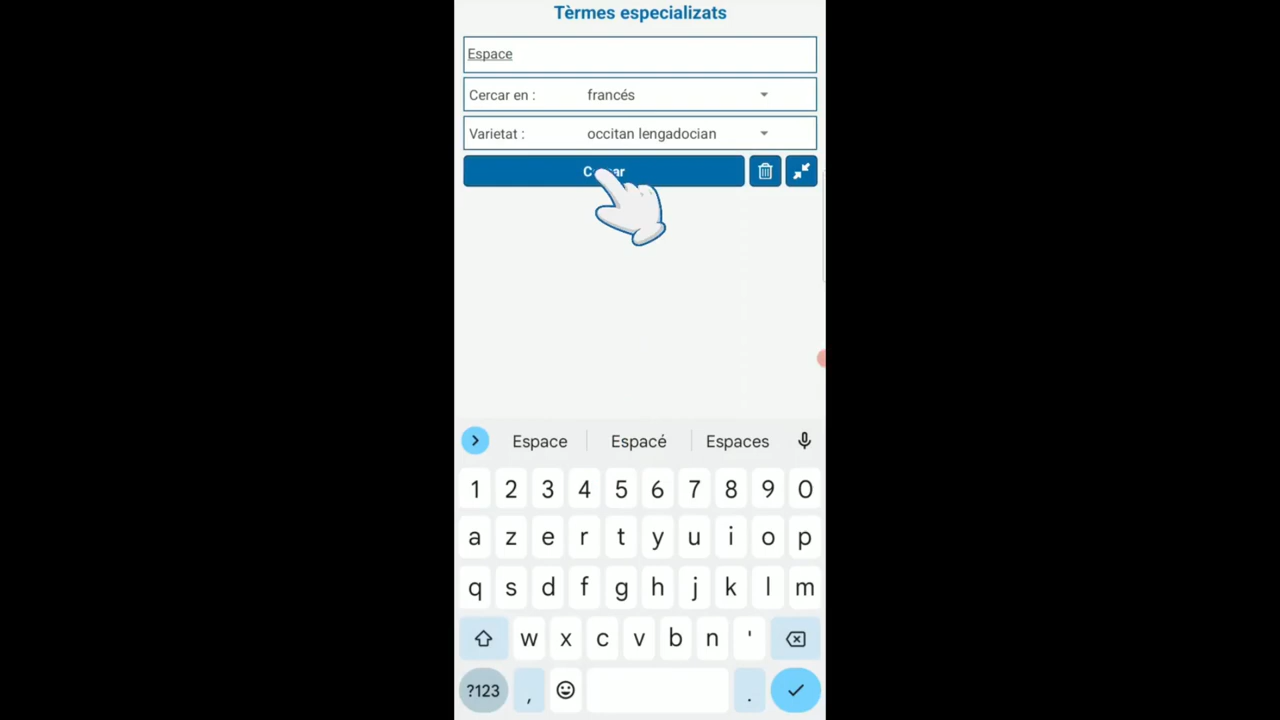 Tèrmes especializats
Espace
Cercar en : francés
Varietat : occitan lengadocian
Espace Espacé Espaces
1 2 3 4 5 6 7 8 9 0
a z e r t y u i o p
q s d f g h j k l m
w x c v b n '
?123 , .